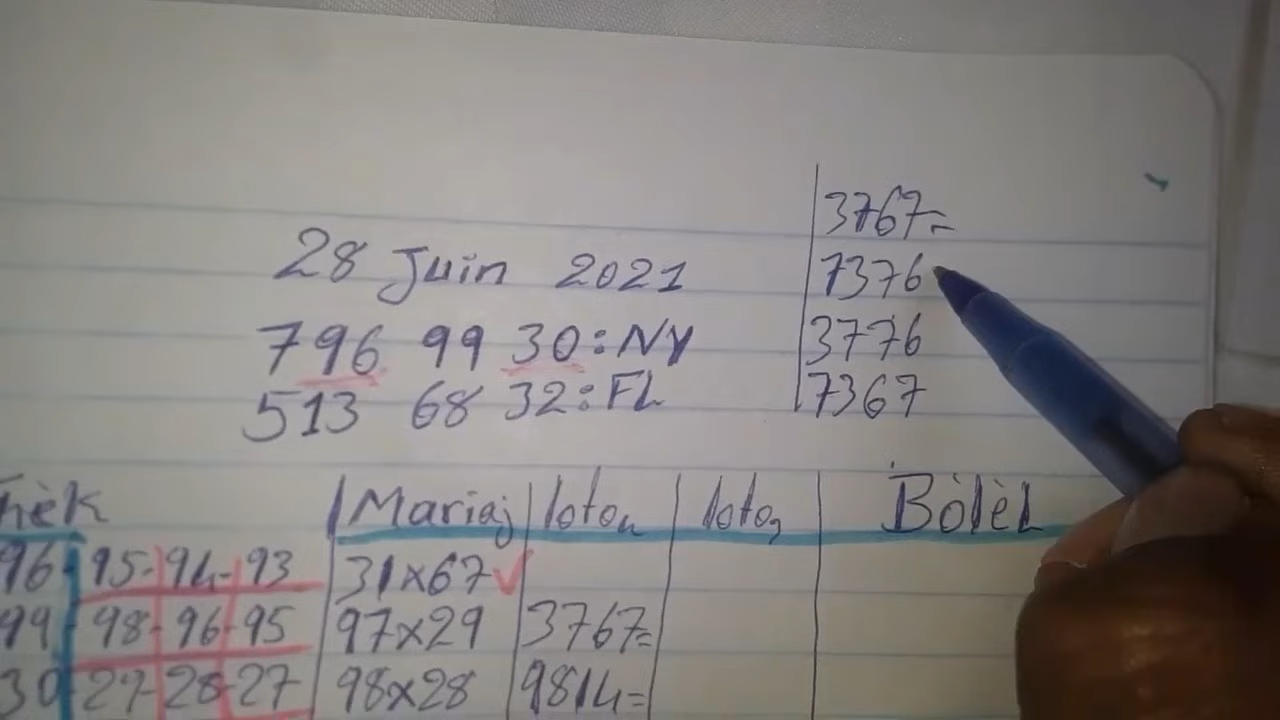 3767=
28 Juin 2021
7376
796 99 30:NY
3776
513 68 32:FL
7367
Mariaj loto4 loto3 Bòlèt
96 95-94-93 31x67✓
99 98-96-95 97x29 3767=
30 29-28-27 98x28 9814=